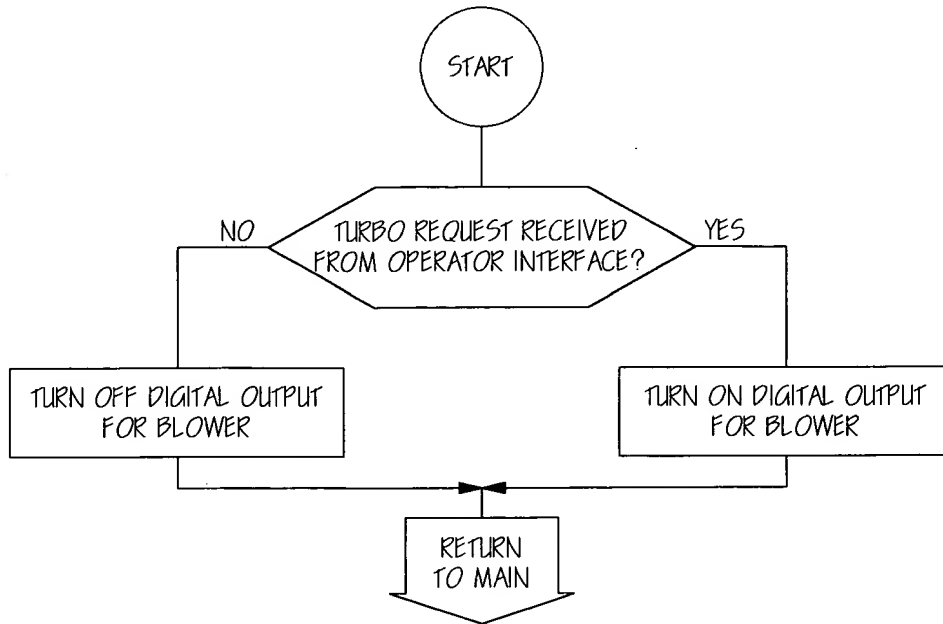 START
NO
TURBO REQUEST RECEIVED
FROM OPERATOR INTERFACE?
YES
TURN OFF DIGITAL OUTPUT
FOR BLOWER
TURN ON DIGITAL OUTPUT
FOR BLOWER
RETURN
TO MAIN